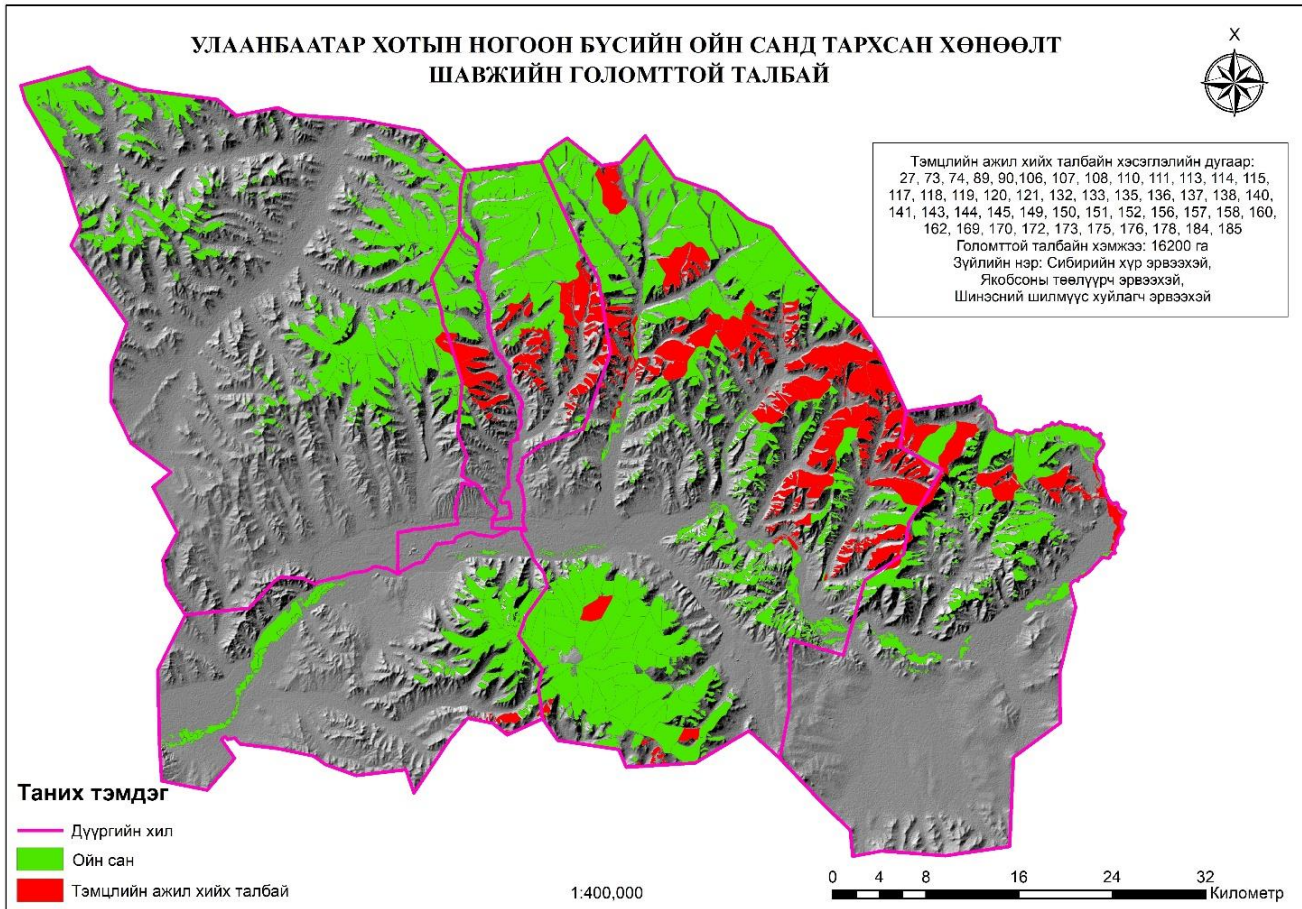 УЛААНБААТАР ХОТЫН НОГООН БҮСИЙН ОЙН САНД ТАРХСАН ХӨНӨӨЛТ
ШАВЖИЙН ГОЛОМТТОЙ ТАЛБАЙ
Х
Тэмцлийн ажил хийх талбайн хэсэглэлийн дугаар:
27, 73, 74, 89, 90,106, 107, 108, 110, 111, 113, 114, 115,
117, 118, 119, 120, 121, 132, 133, 135, 136, 137, 138, 140,
141, 143, 144, 145, 149, 150, 151, 152, 156, 157, 158, 160,
162, 169, 170, 172, 173, 175, 176, 178, 184, 185
Голомттой талбайн хэмжээ: 16200 га
Зүйлийн нэр: Сибирийн хүр эрвээхэй,
Якобсоны төөлүүрч эрвээхэй,
Шинэсний шилмүүс хуйлагч эрвээхэй
Таних тэмдэг
Дүүргийн хил
Ойн сан
Тэмцлийн ажил хийх талбай
1:400,000
0 4 8 16 24 32
Километр